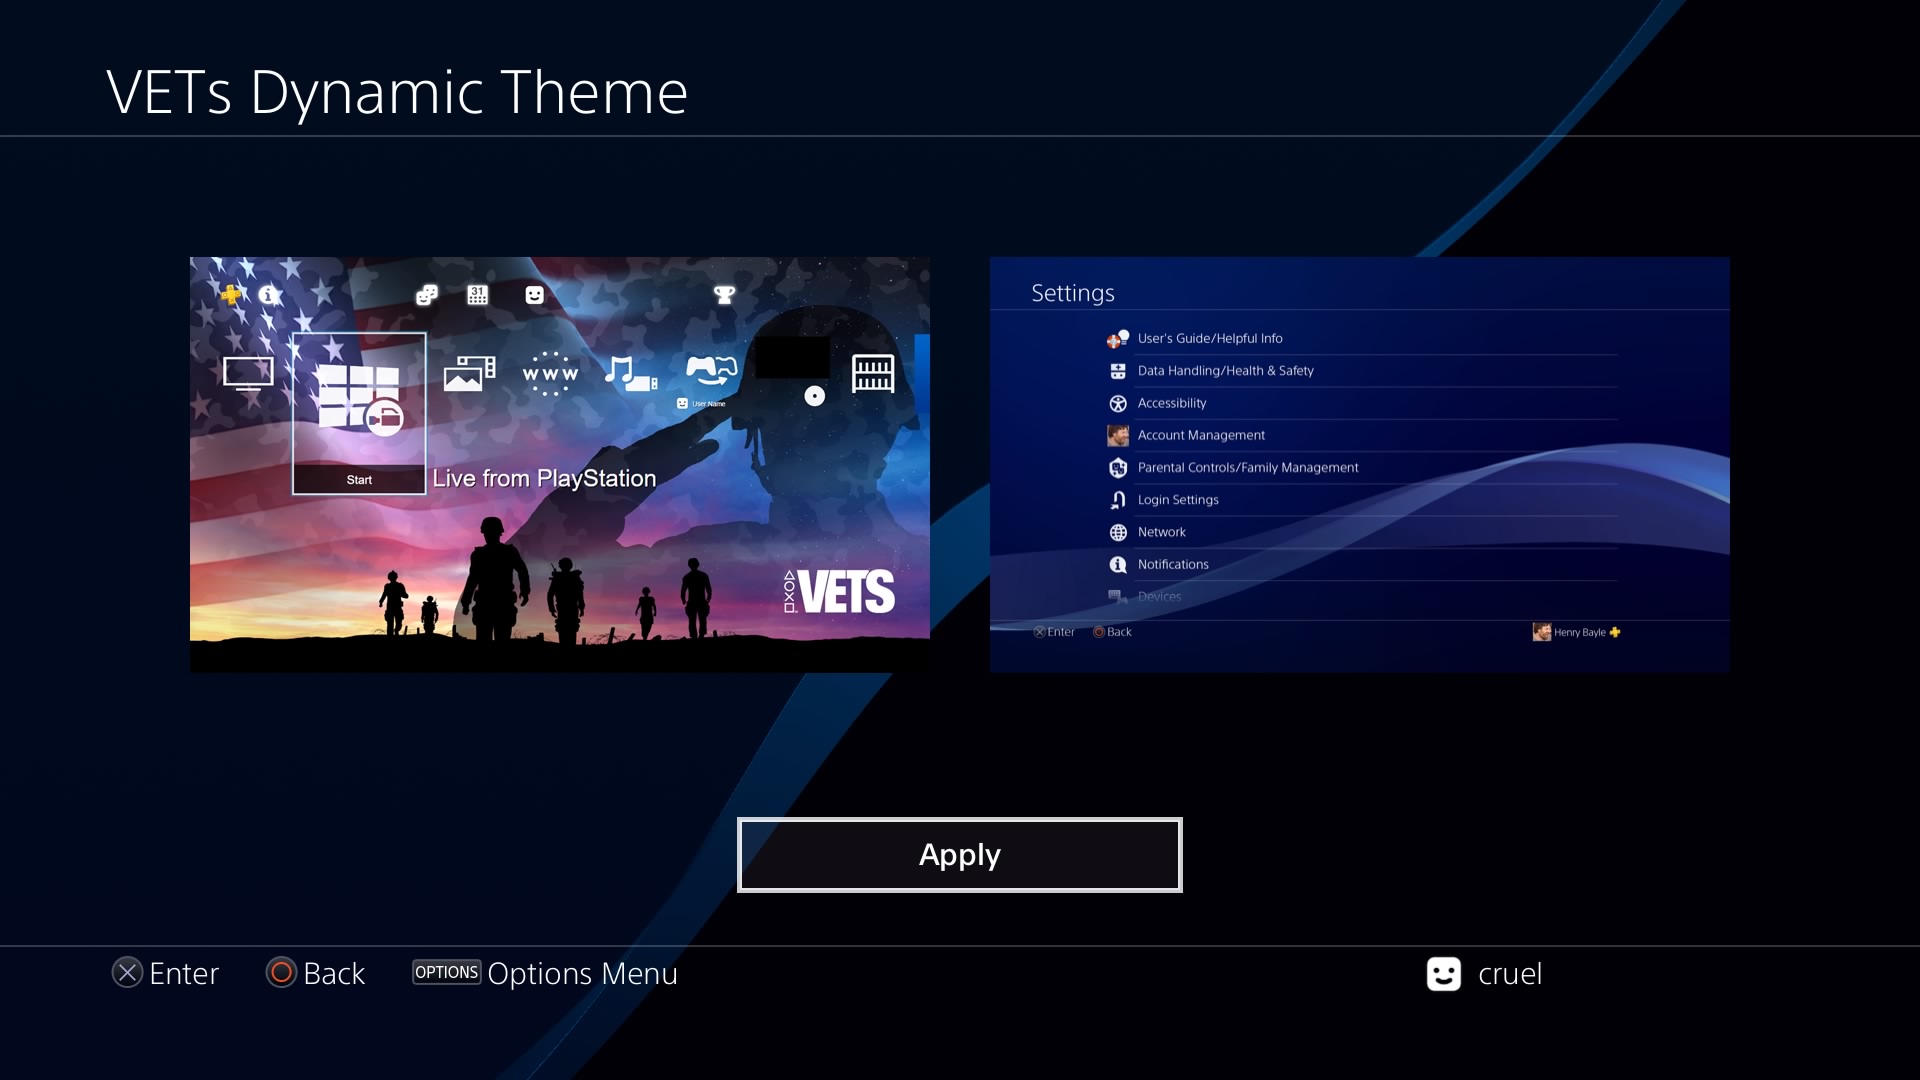 VETs Dynamic Theme
31
www
User Name
Start
Live from PlayStation
VETS
Settings
User's Guide/Helpful Info
Data Handling/Health & Safety
Accessibility
Account Management
Parental Controls/Family Management
Login Settings
Network
Notifications
Devices
Enter Back Henry Bayle
Apply
Enter Back OPTIONS Options Menu cruel